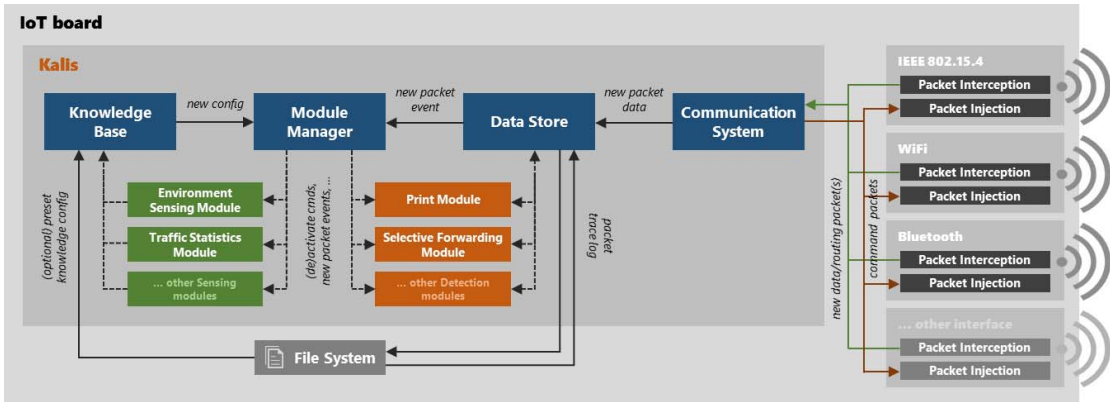 IoT board
Kalis
Knowledge
Base
new config
Module
Manager
new packet
event
Data Store
new packet
data
Communication
System
Environment
Sensing Module
Traffic Statistics
Module
... other Sensing
modules
Print Module
Selective Forwarding
Module
... other Detection
modules
(optional) preset
knowledge config
(de)activate cmds,
new packet events, ...
packet
trace log
File System
new data/routing packet(s)
command packets
IEEE 802.15.4
Packet Interception
Packet Injection
WiFi
Packet Interception
Packet Injection
Bluetooth
Packet Interception
Packet Injection
... other interface
Packet Interception
Packet Injection